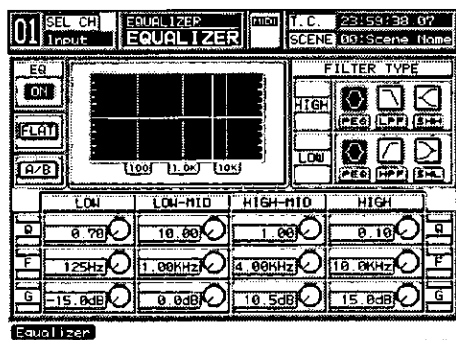 01 SEL CH EQUALIZER MIDI T.C. 23:59:38.07
Input EQUALIZER SCENE 00:Scene Name
EQ FILTER TYPE
ON HIGH
FLAT PEQ LPF SHH
A/B LOW
100 1.0K 10K PEQ HPF SHL
LOW LOW-MID HIGH-MID HIGH
Q 0.70 10.00 1.00 0.10 Q
F 125Hz 1.00KHz 4.00KHz 10.0KHz F
G -15.0dB 0.0dB 10.5dB 15.0dB G
Equalizer